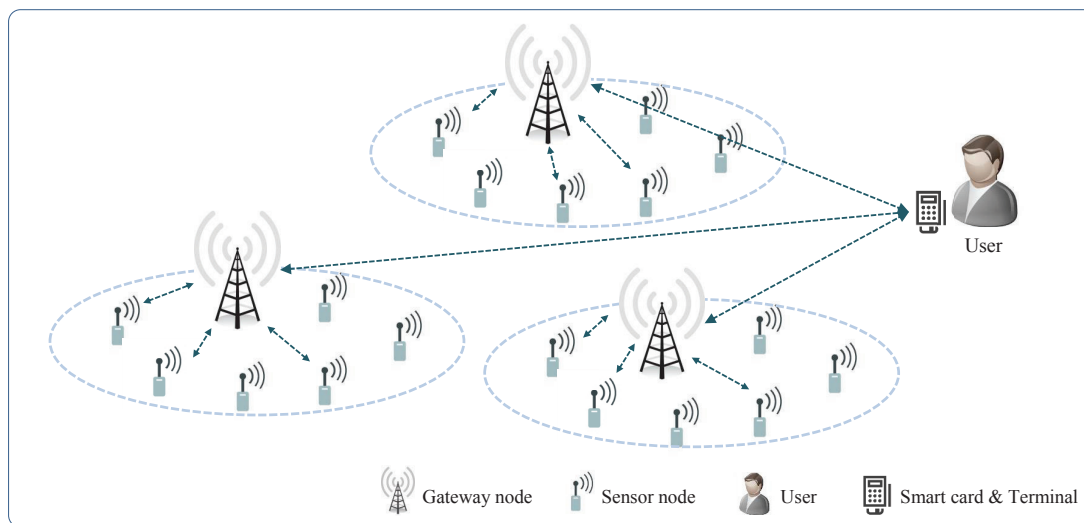 User
Gateway node
Sensor node
User
Smart card & Terminal